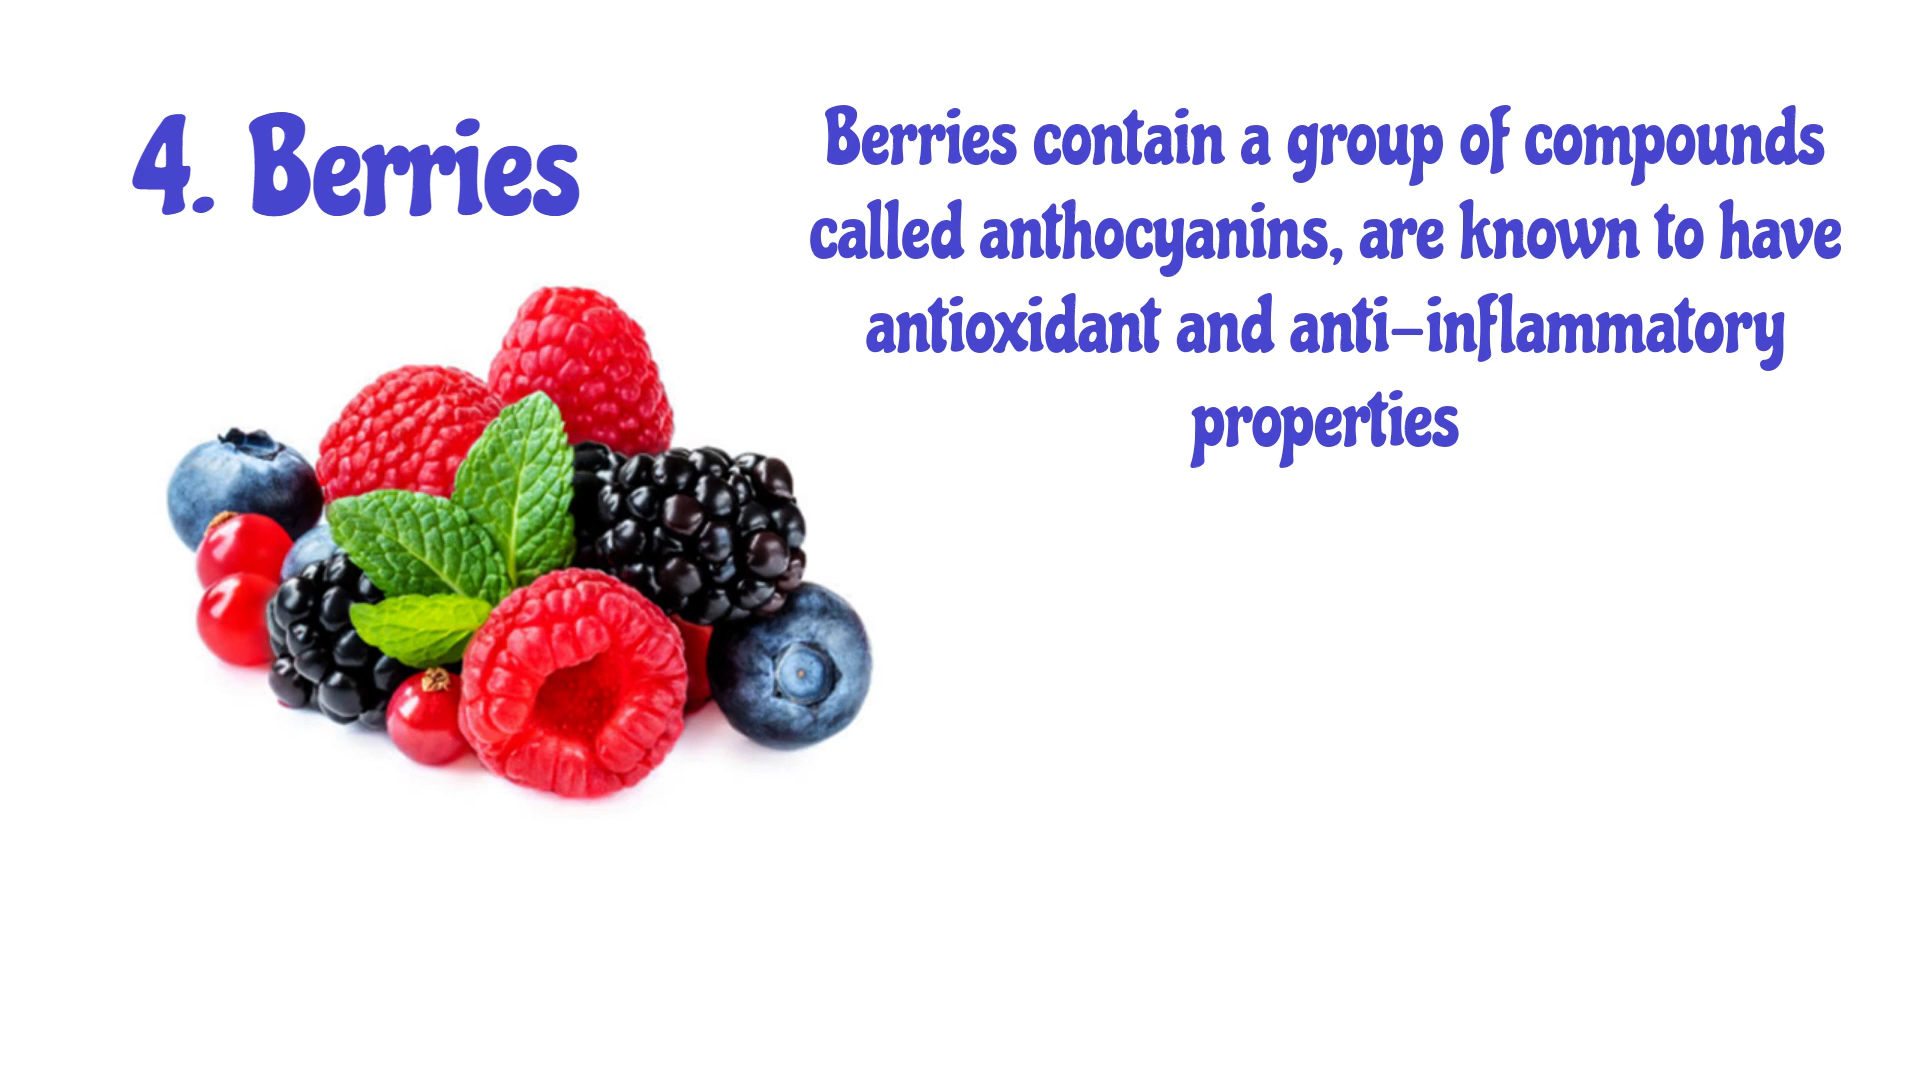 4. Berries
Berries contain a group of compounds
called anthocyanins, are known to have
antioxidant and anti-inflammatory
properties